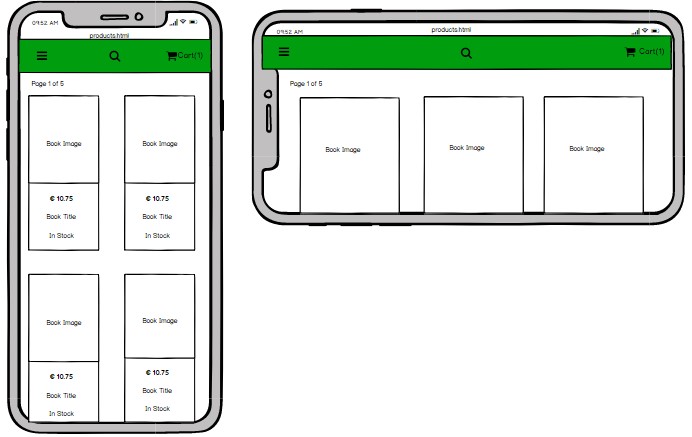 09:52 AM
products.html
Cart(1)
Page 1 of 5
Book Image
Book Image
€ 10.75
€ 10.75
Book Title
Book Title
In Stock
In Stock
Book Image
Book Image
€ 10.75
€ 10.75
Book Title
Book Title
In Stock
In Stock
09:52 AM
products.html
Cart(1)
Page 1 of 5
Book Image
Book Image
Book Image